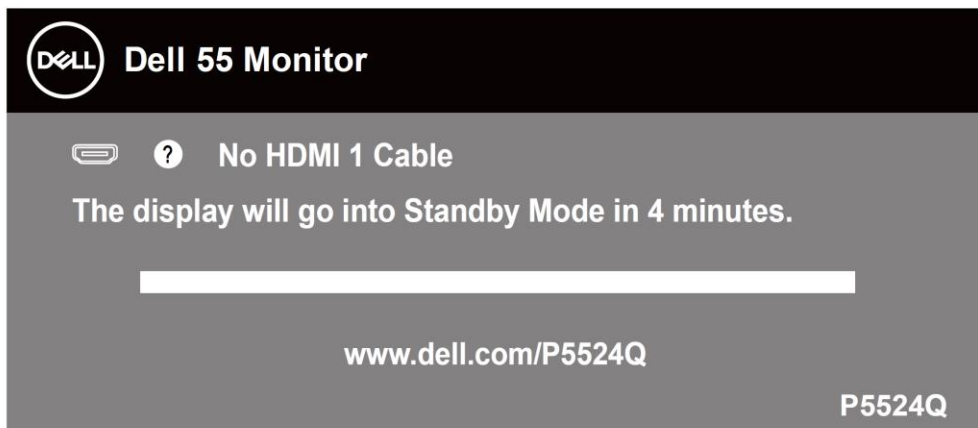 DELL
Dell 55 Monitor
? No HDMI 1 Cable
The display will go into Standby Mode in 4 minutes.
www.dell.com/P5524Q
P5524Q